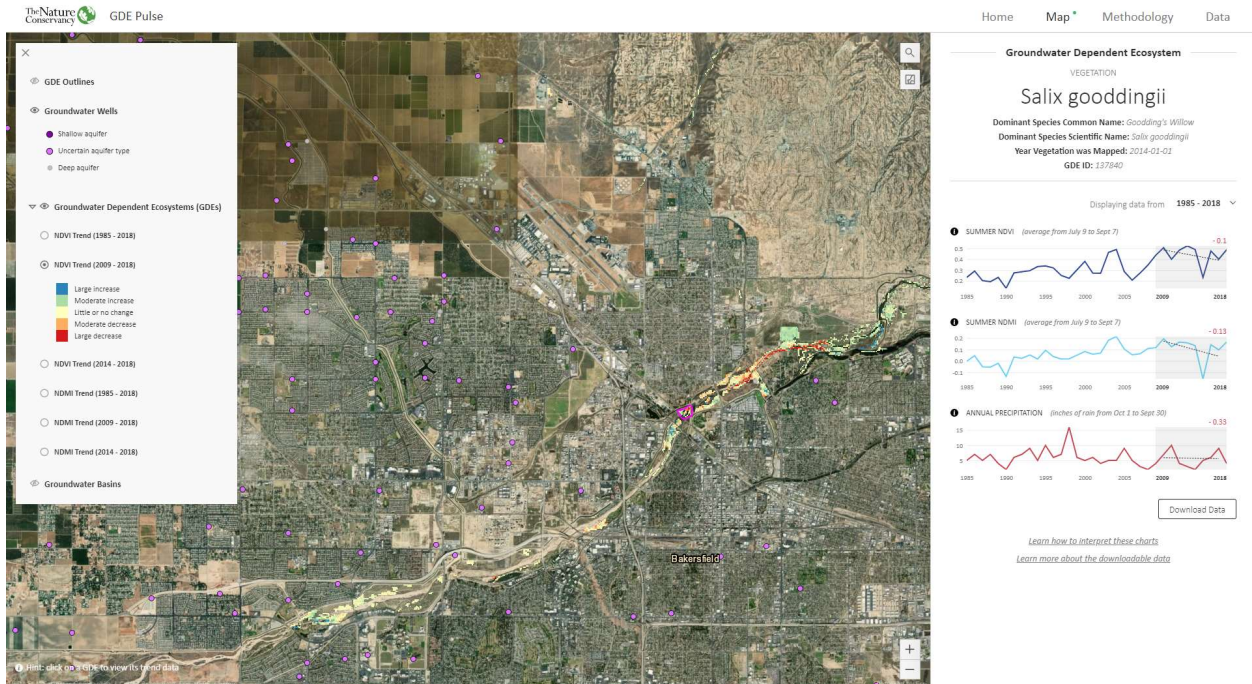 The Nature
Conservancy
GDE Pulse
Home Map Methodology Data
GDE Outlines
Groundwater Wells
Shallow aquifer
Uncertain aquifer type
Deep aquifer
Groundwater Dependent Ecosystems (GDEs)
NDVI Trend (1985 - 2018)
NDVI Trend (2009 - 2018)
Large increase
Moderate increase
Little or no change
Moderate decrease
Large decrease
NDVI Trend (2014 - 2018)
NDMI Trend (1985 - 2018)
NDMI Trend (2009 - 2018)
NDMI Trend (2014 - 2018)
Groundwater Basins
Bakersfield
Hint: click on a GDE to view its trend data
Groundwater Dependent Ecosystem
VEGETATION
Salix gooddingii
Dominant Species Common Name: Goodding's Willow
Dominant Species Scientific Name: Salix gooddingii
Year Vegetation was Mapped: 2014-01-01
GDE ID: 137840
Displaying data from 1985 - 2018
SUMMER NDVI (average from July 9 to Sept 7)
- 0.1
0.5
0.4
0.3
0.2
1985 1990 1995 2000 2005 2009 2018
SUMMER NDMI (average from July 9 to Sept 7)
- 0.13
0.2
0.1
0.0
-0.1
1985 1990 1995 2000 2005 2009 2018
ANNUAL PRECIPITATION (inches of rain from Oct 1 to Sept 30)
- 0.33
15
10
5
1985 1990 1995 2000 2005 2009 2018
Download Data
Learn how to interpret these charts
Learn more about the downloadable data